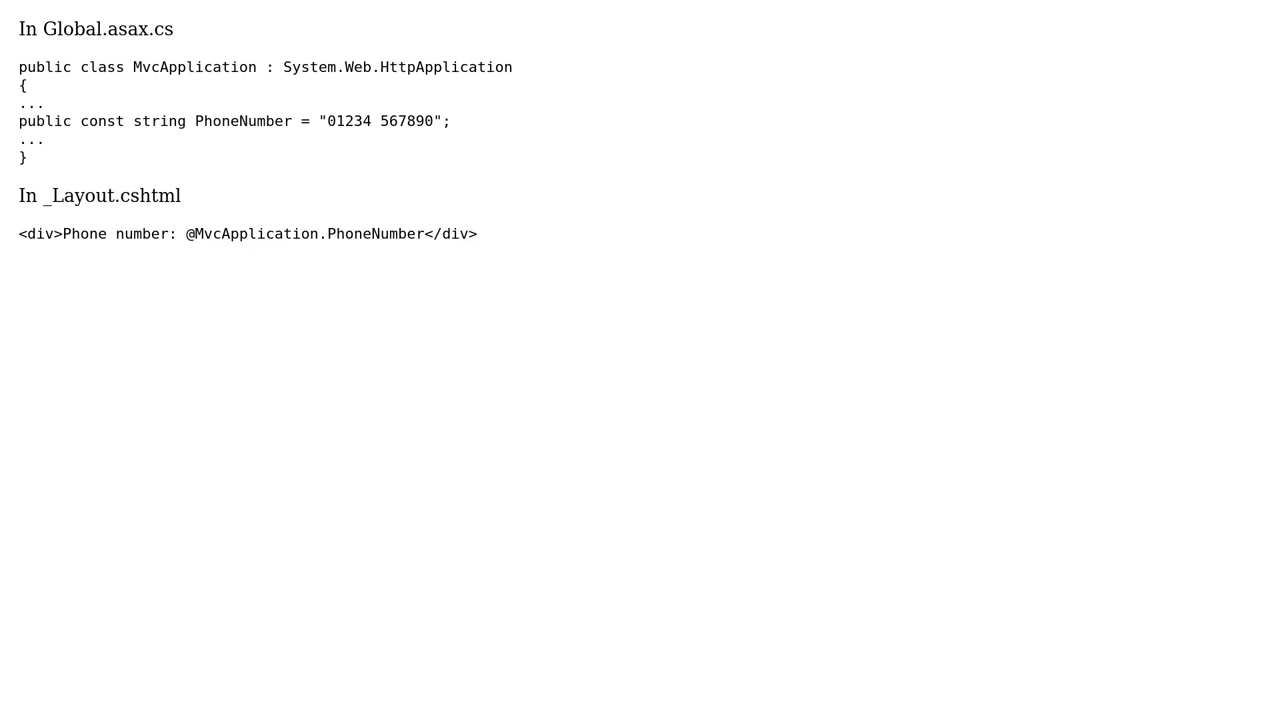 In Global.asax.cs
public class MvcApplication : System.Web.HttpApplication
{
...
public const string PhoneNumber = "01234 567890";
...
}
In _Layout.cshtml
<div>Phone number: @MvcApplication.PhoneNumber</div>